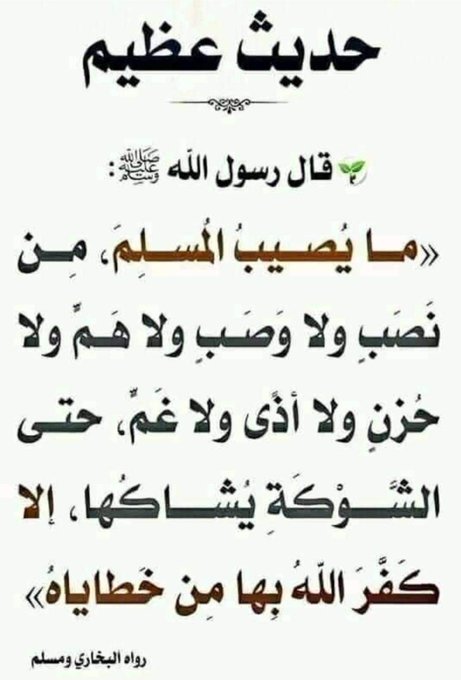 حديث عظيم
قال رسول الله ﷺ:
«ما يُصيبُ المُسلِمَ، مِن
نَصَبٍ ولا وَصَبٍ ولا هَمٍّ ولا
حُزنٍ ولا أذًى ولا غَمٍّ، حتى
الشَّوْكَةِ يُشاكُها، إلا
كَفَّرَ اللهُ بِها مِن خَطاياهُ»
رواه البخاري ومسلم